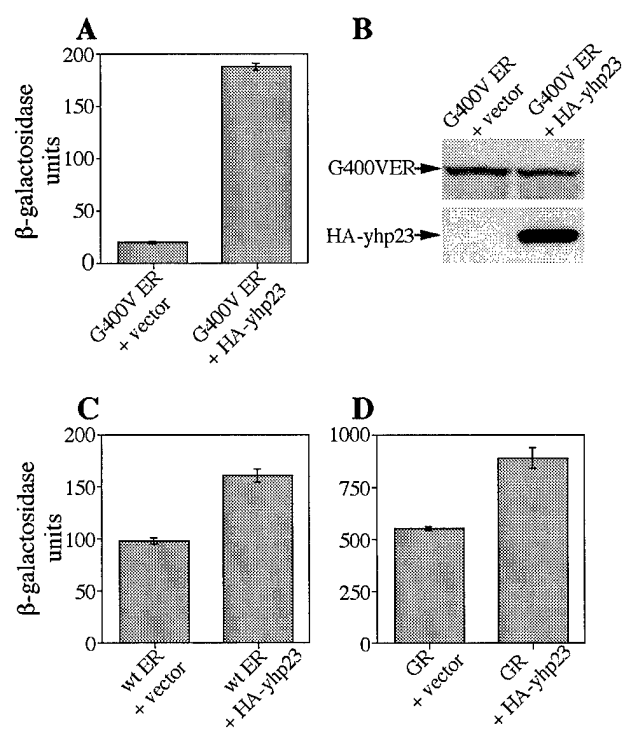 A
β-galactosidase
units
200
150
100
50
0
G400V ER
+ vector
G400V ER
+ HA-yhp23
B
G400V ER
+ vector
G400V ER
+ HA-yhp23
G400VER
HA-yhp23
C
β-galactosidase
units
200
150
100
50
0
wt ER
+ vector
wt ER
+ HA-yhp23
D
1000
750
500
250
0
GR
+ vector
GR
+ HA-yhp23